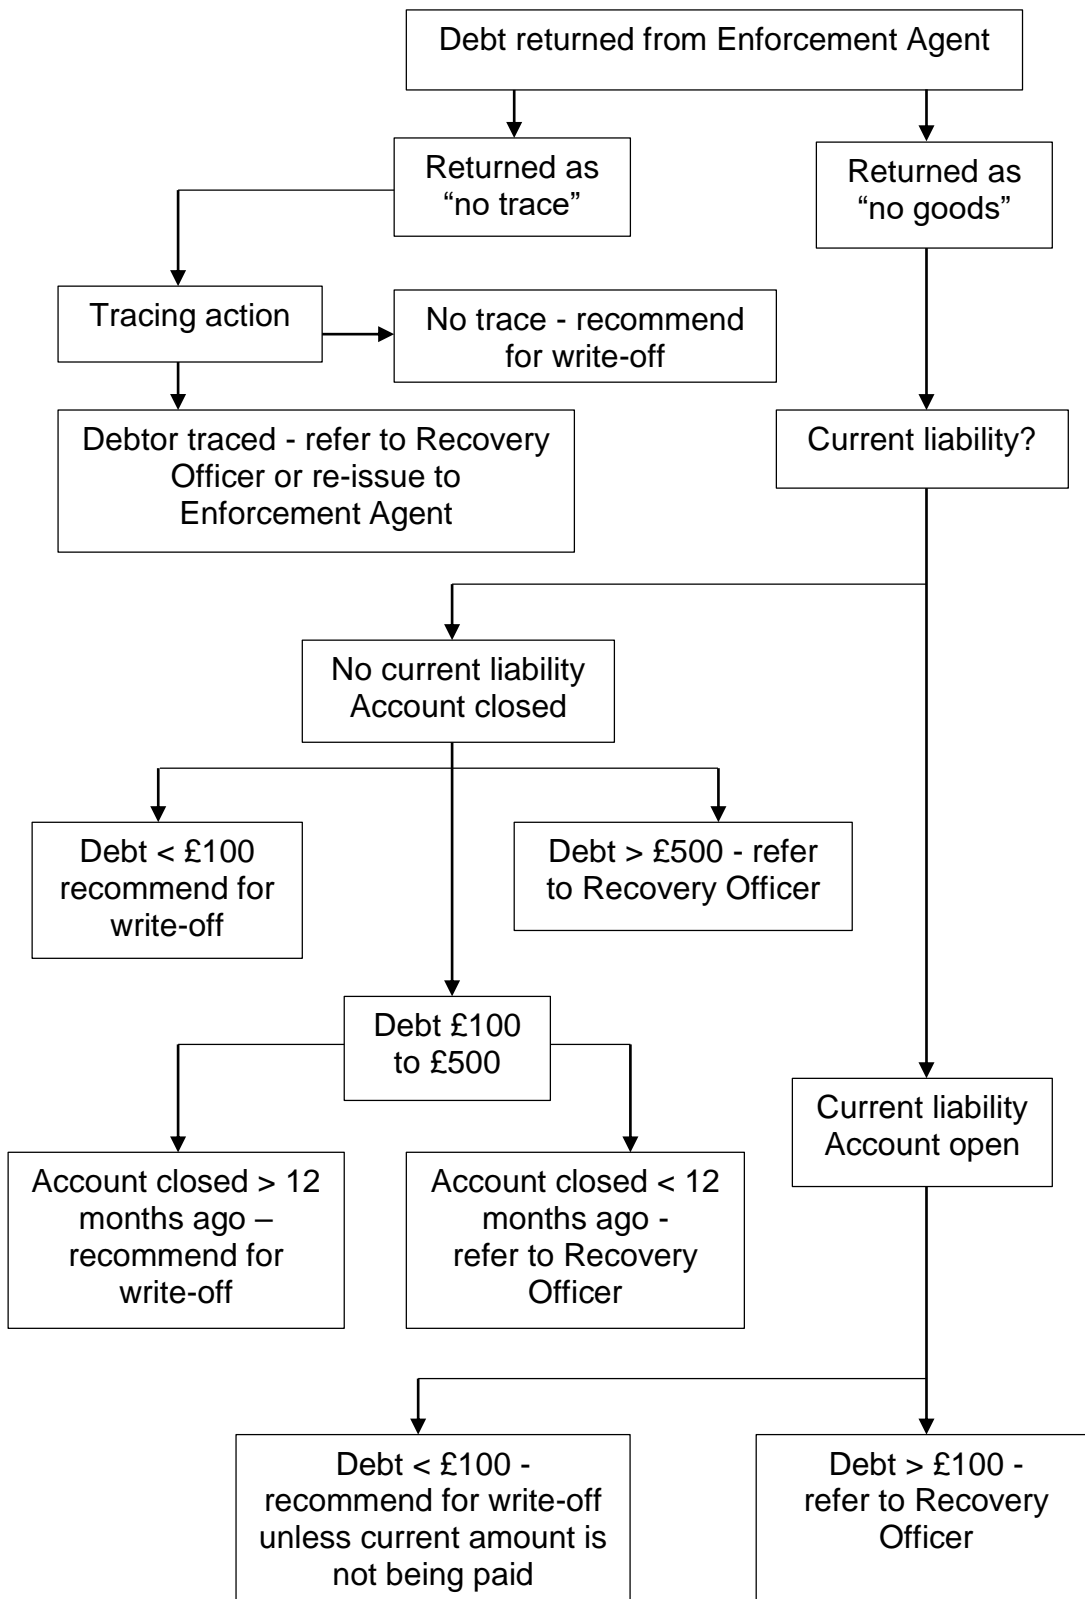 Debt returned from Enforcement Agent
Returned as
“no trace”
Returned as
“no goods”
Tracing action
No trace - recommend
for write-off
Debtor traced - refer to Recovery
Officer or re-issue to
Enforcement Agent
Current liability?
No current liability
Account closed
Debt < £100
recommend for
write-off
Debt > £500 - refer
to Recovery Officer
Debt £100
to £500
Current liability
Account open
Account closed > 12
months ago –
recommend for
write-off
Account closed < 12
months ago -
refer to Recovery
Officer
Debt < £100 -
recommend for write-off
unless current amount is
not being paid
Debt > £100 -
refer to Recovery
Officer